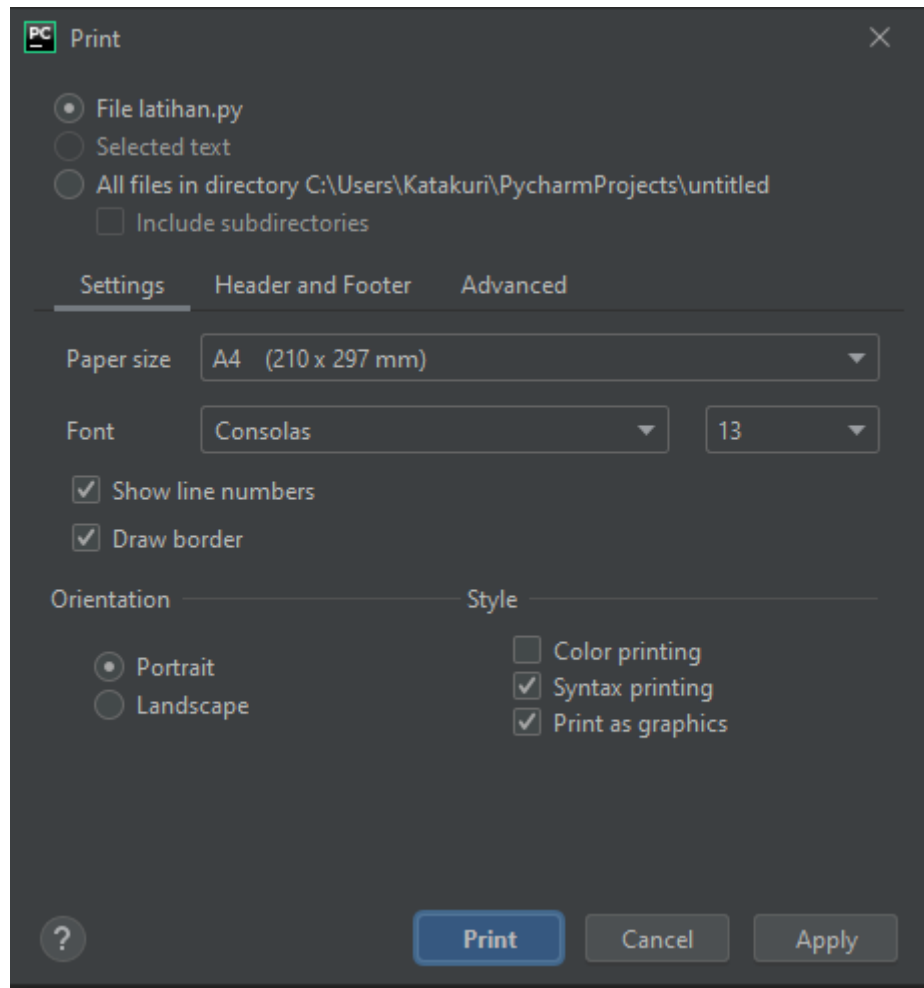 PC Print
File latihan.py
Selected text
All files in directory C:\Users\Katakuri\PycharmProjects\untitled
Include subdirectories
Settings Header and Footer Advanced
Paper size A4 (210 x 297 mm)
Font Consolas 13
Show line numbers
Draw border
Orientation Style
Color printing
Portrait
Syntax printing
Landscape
Print as graphics
? Print Cancel Apply